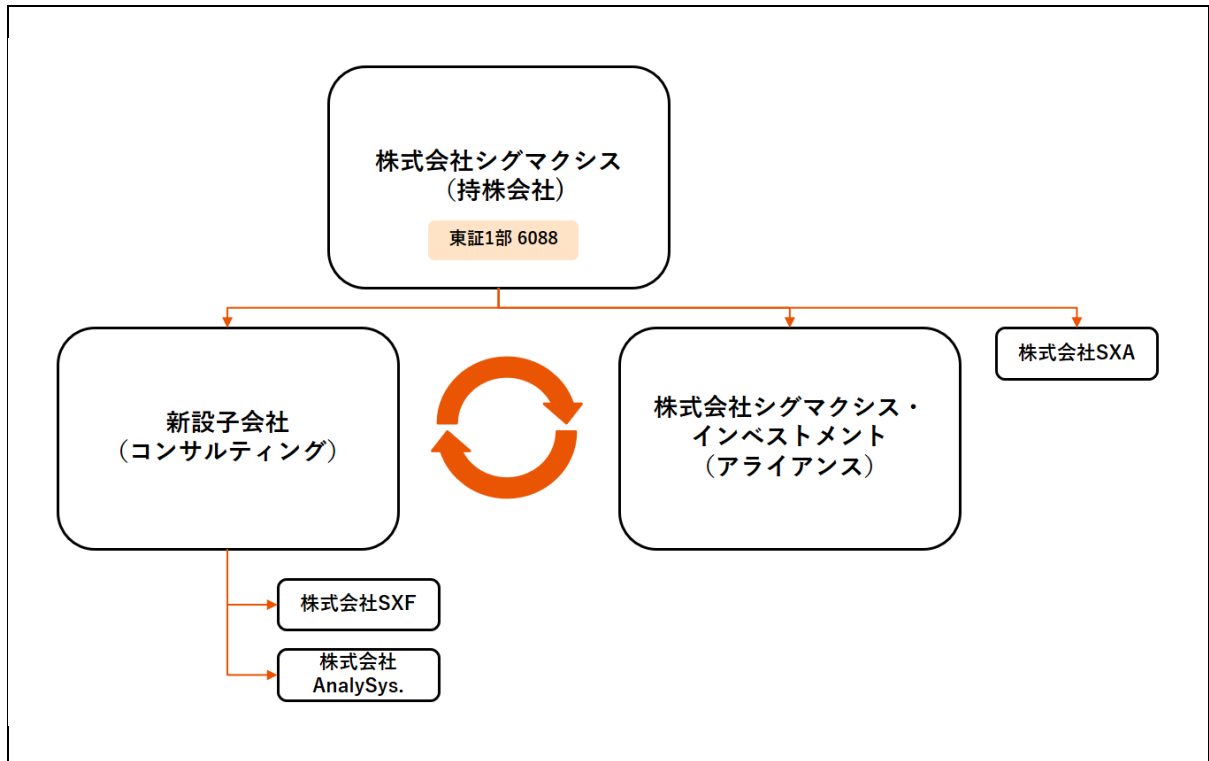 株式会社シグマクシス
（持株会社）
東証1部 6088
株式会社SXA
新設子会社
（コンサルティング）
株式会社シグマクシス・
インベストメント
（アライアンス）
株式会社SXF
株式会社
AnalySys.